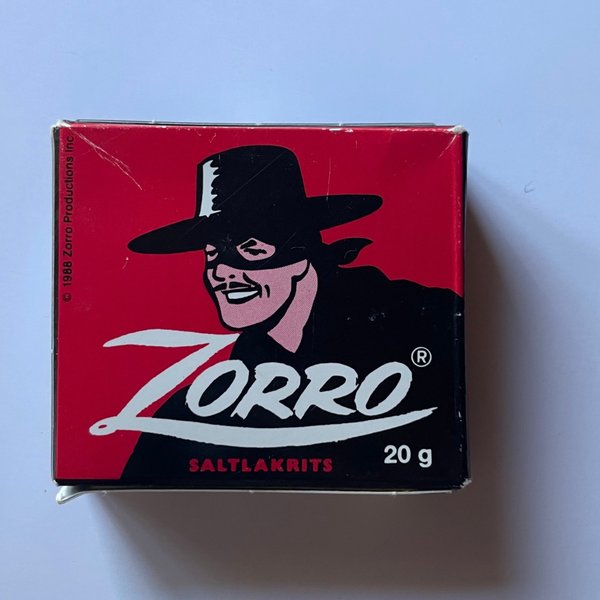 © 1988 Zorro Productions Inc
ZORRO®
SALTLAKRITS
20 g